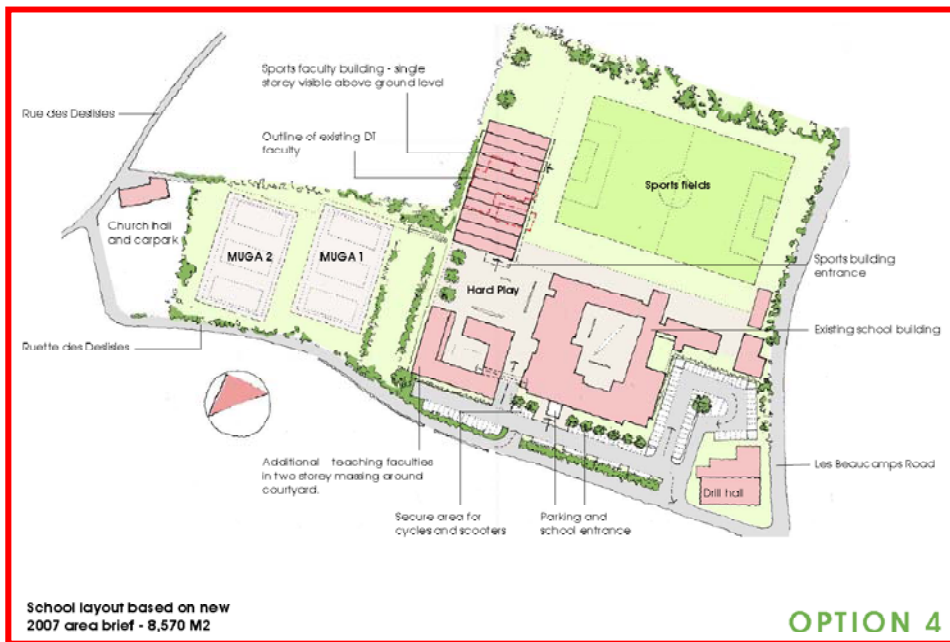 Sports faculty building - single
storey visible above ground level
Rue des Deslisles
Outline of existing DT
faculty
Sports fields
Church hall
and carpark
MUGA 2
MUGA 1
Sports building
entrance
Hard Play
Existing school building
Ruette des Deslisles
Additional teaching faculties
in two storey massing around
courtyard.
Les Beaucamps Road
Drill hall
Secure area for
cycles and scooters
Parking and
school entrance
School layout based on new
2007 area brief - 8,570 M2
OPTION 4